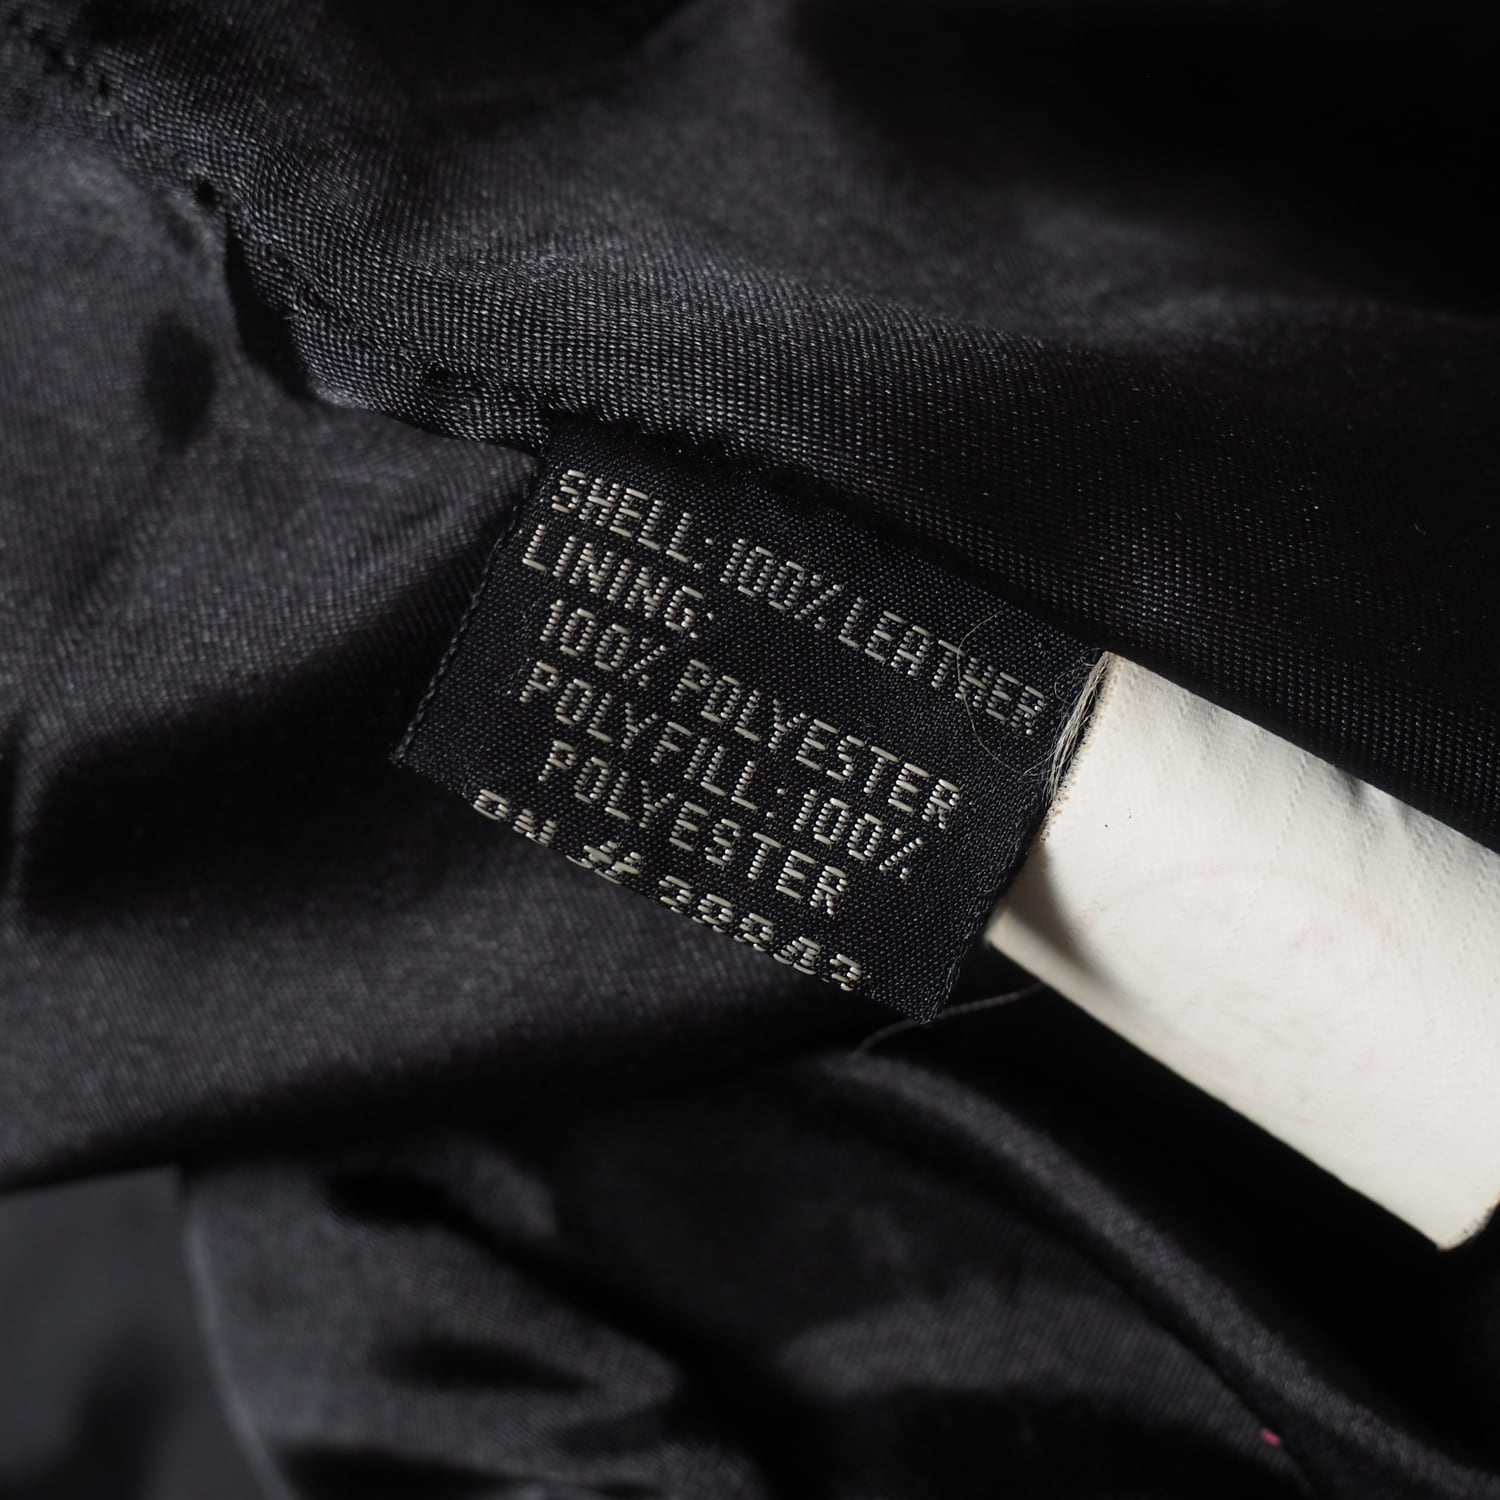 SHELL: 100% LEATHER
LINING:
100% POLYESTER
POLYFILL: 100%
POLYESTER